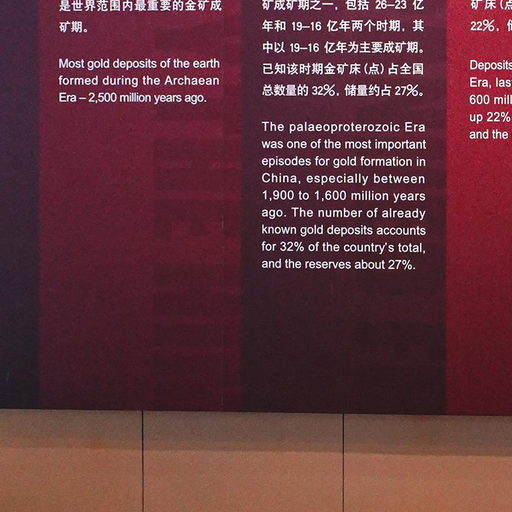 是世界范围内最重要的金矿成
矿期。
Most gold deposits of the earth
formed during the Archaean
Era – 2,500 million years ago.
矿成矿期之一，包括 26–23 亿
年和 19–16 亿年两个时期，其
中以 19–16 亿年为主要成矿期。
已知该时期金矿床（点）占全国
总数量的 32%，储量约占 27%。
The palaeoproterozoic Era
was one of the most important
episodes for gold formation in
China, especially between
1,900 to 1,600 million years
ago. The number of already
known gold deposits accounts
for 32% of the country's total,
and the reserves about 27%.
矿床（点
22%，
Deposits
Era, las
600 mill
up 22%
and the